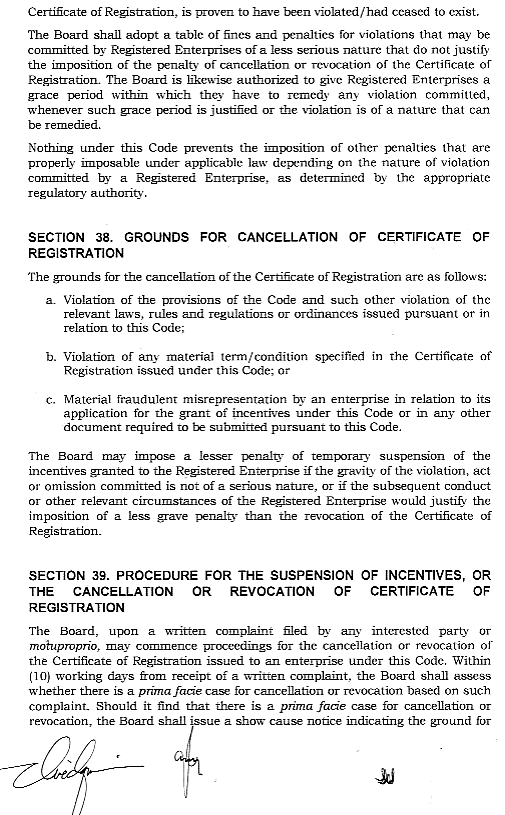 Certificate of Registration, is proven to have been violated/had ceased to exist.
The Board shall adopt a table of fines and penalties for violations that may be
committed by Registered Enterprises of a less serious nature that do not justify
the imposition of the penalty of cancellation or revocation of the Certificate of
Registration. The Board is likewise authorized to give Registered Enterprises a
grace period within which they have to remedy any violation committed,
whenever such grace period is justified or the violation is of a nature that can
be remedied.
Nothing under this Code prevents the imposition of other penalties that are
properly imposable under applicable law depending on the nature of violation
committed by a Registered Enterprise, as determined by the appropriate
regulatory authority.
SECTION 38. GROUNDS FOR CANCELLATION OF CERTIFICATE OF
REGISTRATION
The grounds for the cancellation of the Certificate of Registration are as follows:
a. Violation of the provisions of the Code and such other violation of the
relevant laws, rules and regulations or ordinances issued pursuant or in
relation to this Code;
b. Violation of any material term/condition specified in the Certificate of
Registration issued under this Code; or
c. Material fraudulent misrepresentation by an enterprise in relation to its
application for the grant of incentives under this Code or in any other
document required to be submitted pursuant to this Code.
The Board may impose a lesser penalty of temporary suspension of the
incentives granted to the Registered Enterprise if the gravity of the violation, act
or omission committed is not of a serious nature, or if the subsequent conduct
or other relevant circumstances of the Registered Enterprise would justify the
imposition of a less grave penalty than the revocation of the Certificate of
Registration.
SECTION 39. PROCEDURE FOR THE SUSPENSION OF INCENTIVES, OR
THE CANCELLATION OR REVOCATION OF CERTIFICATE OF
REGISTRATION
The Board, upon a written complaint filed by any interested party or
motuproprio, may commence proceedings for the cancellation or revocation of
the Certificate of Registration issued to an enterprise under this Code. Within
(10) working days from receipt of a written complaint, the Board shall assess
whether there is a prima facie case for cancellation or revocation based on such
complaint. Should it find that there is a prima facie case for cancellation or
revocation, the Board shall issue a show cause notice indicating the ground for